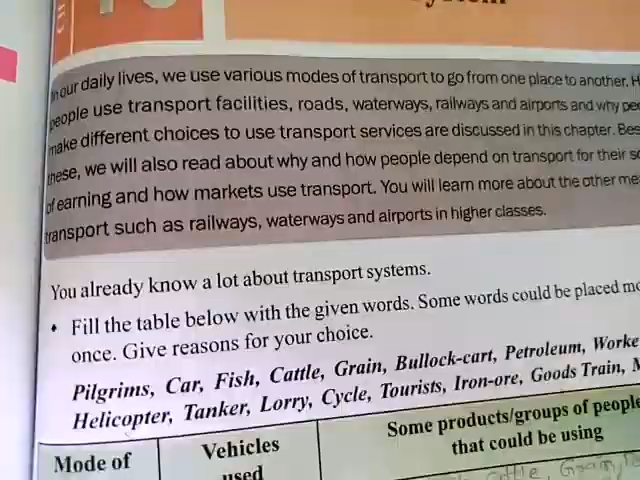 In our daily lives, we use various modes of transport to go from one place to another. H
people use transport facilities, roads, waterways, railways and airports and why pe
make different choices to use transport services are discussed in this chapter. Bes
these, we will also read about why and how people depend on transport for their so
of earning and how markets use transport. You will learn more about the other me
transport such as railways, waterways and airports in higher classes.
You already know a lot about transport systems.
• Fill the table below with the given words. Some words could be placed mo
once. Give reasons for your choice.
Pilgrims, Car, Fish, Cattle, Grain, Bullock-cart, Petroleum, Worke
Helicopter, Tanker, Lorry, Cycle, Tourists, Iron-ore, Goods Train, M
Mode of
Vehicles
used
Some products/groups of people
that could be using
Cattle, Grain,